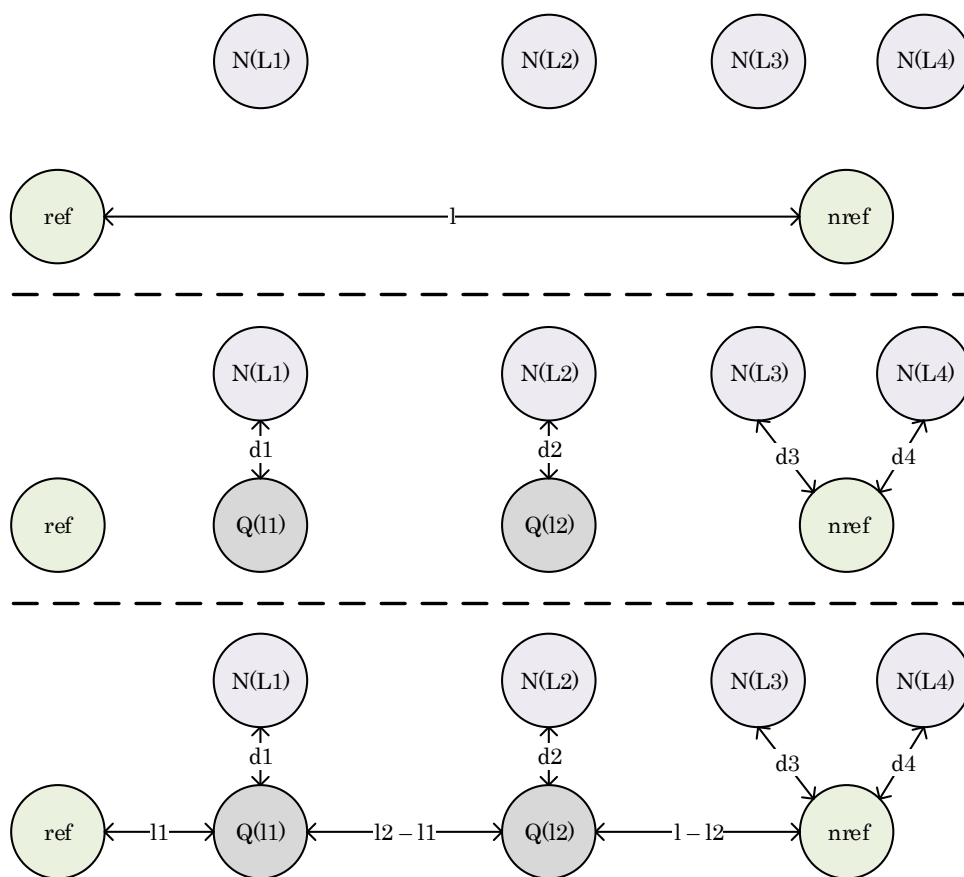 N(L1) N(L2) N(L3) N(L4)
ref l nref
N(L1) N(L2) N(L3) N(L4)
d1 d2 d3 d4
ref Q(l1) Q(l2) nref
N(L1) N(L2) N(L3) N(L4)
d1 d2 d3 d4
ref l1 Q(l1) l2 – l1 Q(l2) l – l2 nref